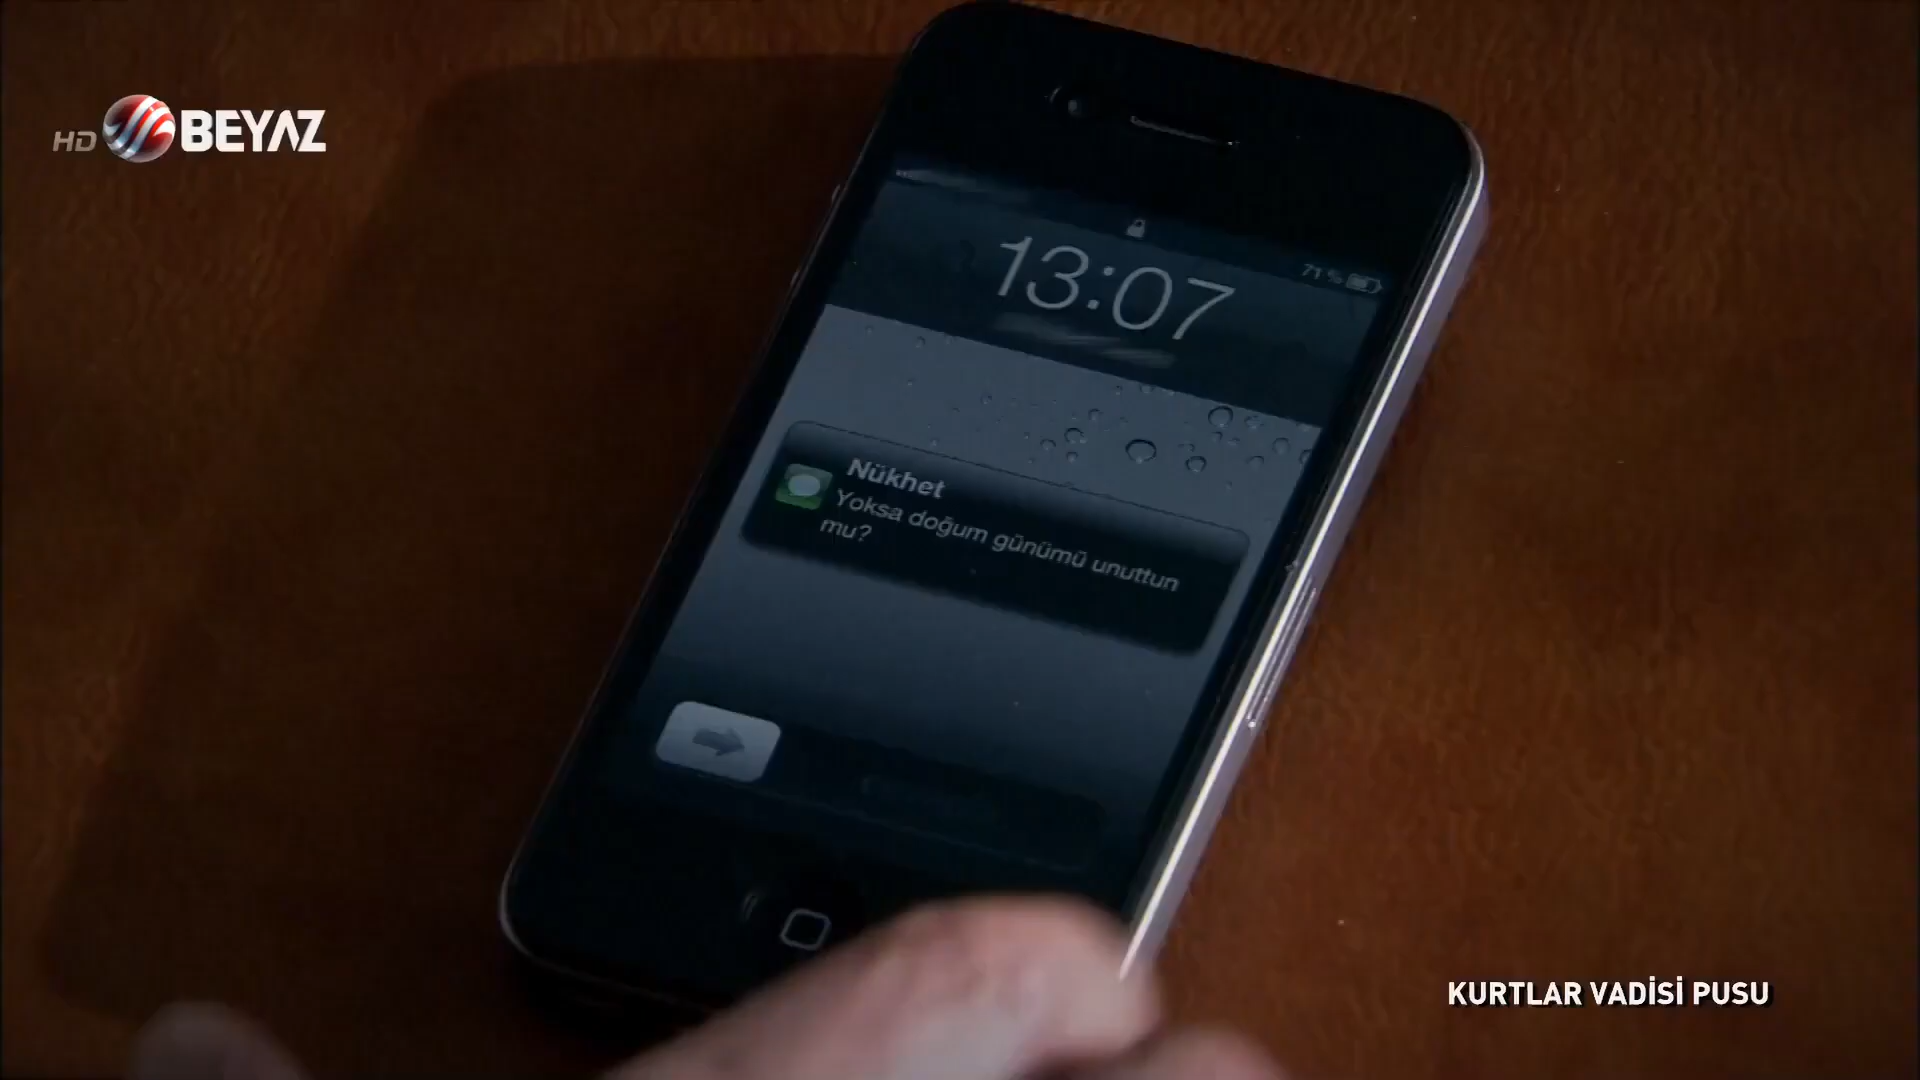 HD BEYAZ
13:07
71 %
Nükhet
Yoksa doğum günümü unuttun
mu?
KURTLAR VADİSİ PUSU